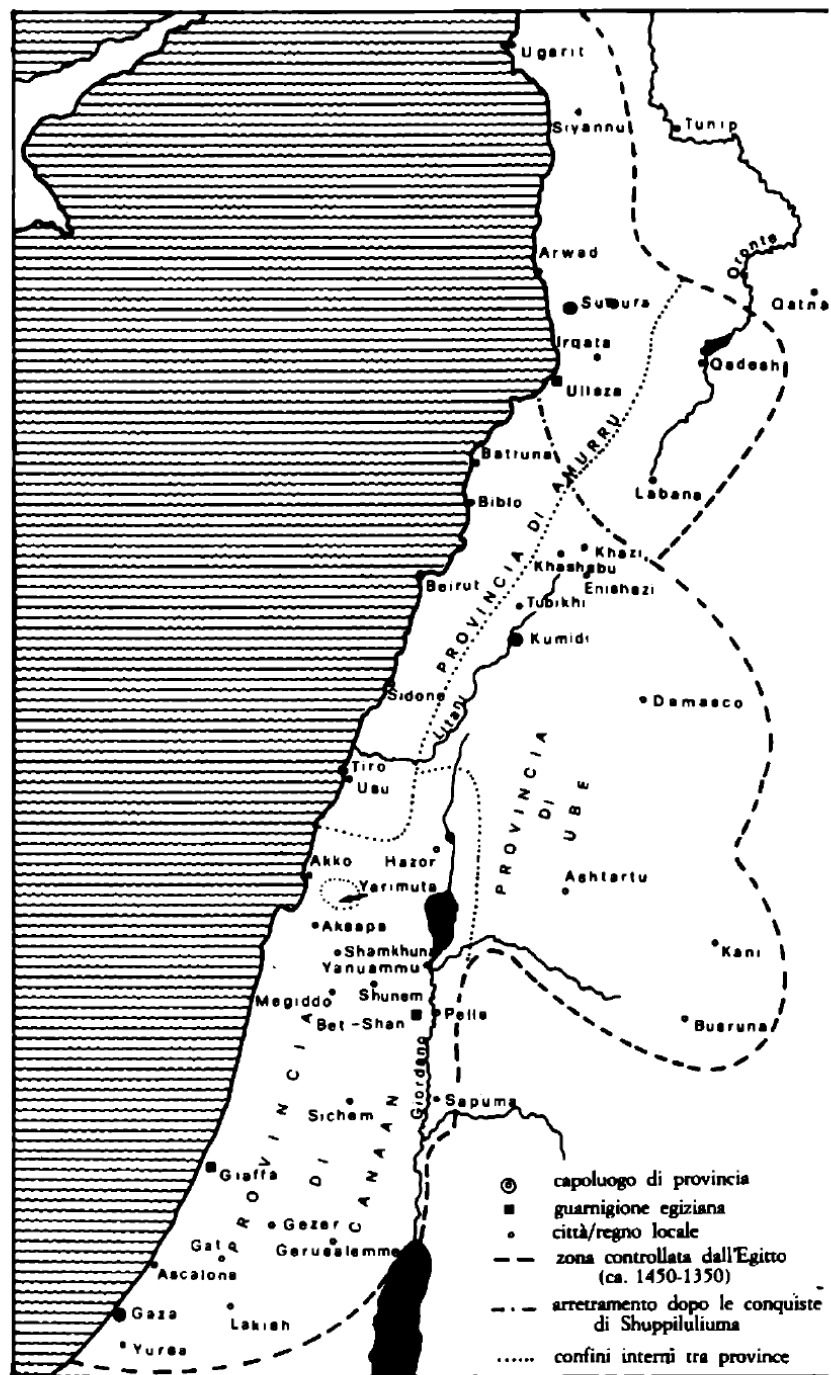 Ugarit
Siyannu
Tunip
Arwad
Oronte
Sumura
Qatna
Urqata
Qadesh
Ullaza
Batruna
Labana
Biblo
PROVINCIA DI AMURRU
Khazi
Khashabu
Enishazi
Beirut
Tubikhi
Kumidi
Sidone
Litani
Damasco
Tiro
Usu
PROVINCIA
DI
UBE
Akko
Hazor
Yarimuta
Ashtartu
Aksapa
Shamkhuna
Yanuammu
Kani
Megiddo
Shunem
Bet-Shan
Pella
Busruna
Giordano
Sichem
Sapuma
PROVINCIA
DI
CANAAN
Giaffa
Gezer
Gat
Gerusalemme
Ascalona
Gaza
Lakish
Yursa
capoluogo di provincia
guarnigione egiziana
città/regno locale
zona controllata dall'Egitto
(ca. 1450-1350)
arretramento dopo le conquiste
di Shuppiluliuma
confini interni tra province